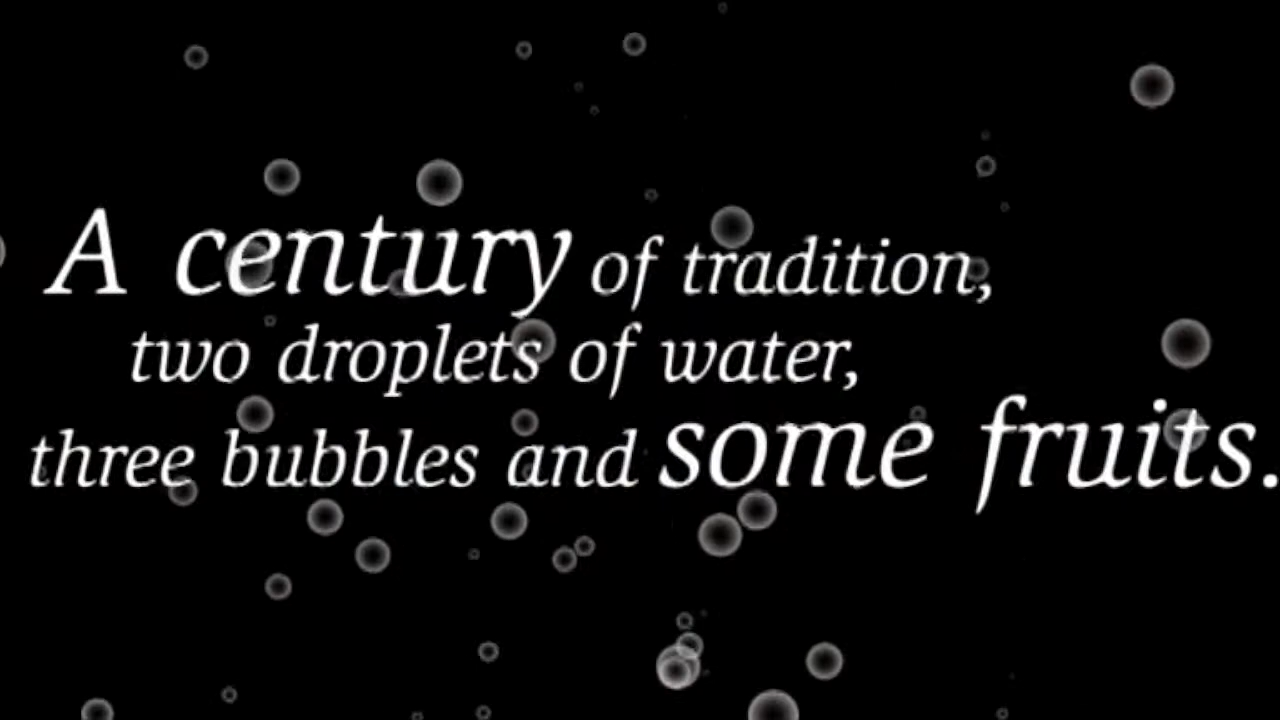 A century of tradition,
two droplets of water,
three bubbles and some fruits.